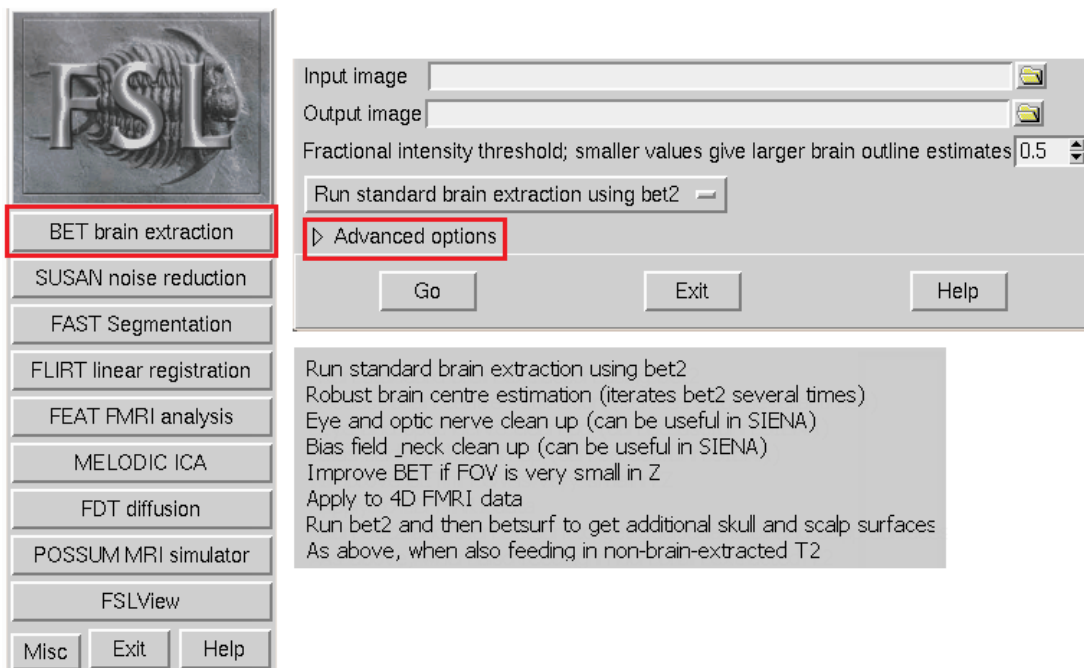 FSL
BET brain extraction
SUSAN noise reduction
FAST Segmentation
FLIRT linear registration
FEAT FMRI analysis
MELODIC ICA
FDT diffusion
POSSUM MRI simulator
FSLView
Misc Exit Help
Input image
Output image
Fractional intensity threshold; smaller values give larger brain outline estimates 0.5
Run standard brain extraction using bet2
Advanced options
Go Exit Help
Run standard brain extraction using bet2
Robust brain centre estimation (iterates bet2 several times)
Eye and optic nerve clean up (can be useful in SIENA)
Bias field _neck clean up (can be useful in SIENA)
Improve BET if FOV is very small in Z
Apply to 4D FMRI data
Run bet2 and then betsurf to get additional skull and scalp surfaces
As above, when also feeding in non-brain-extracted T2